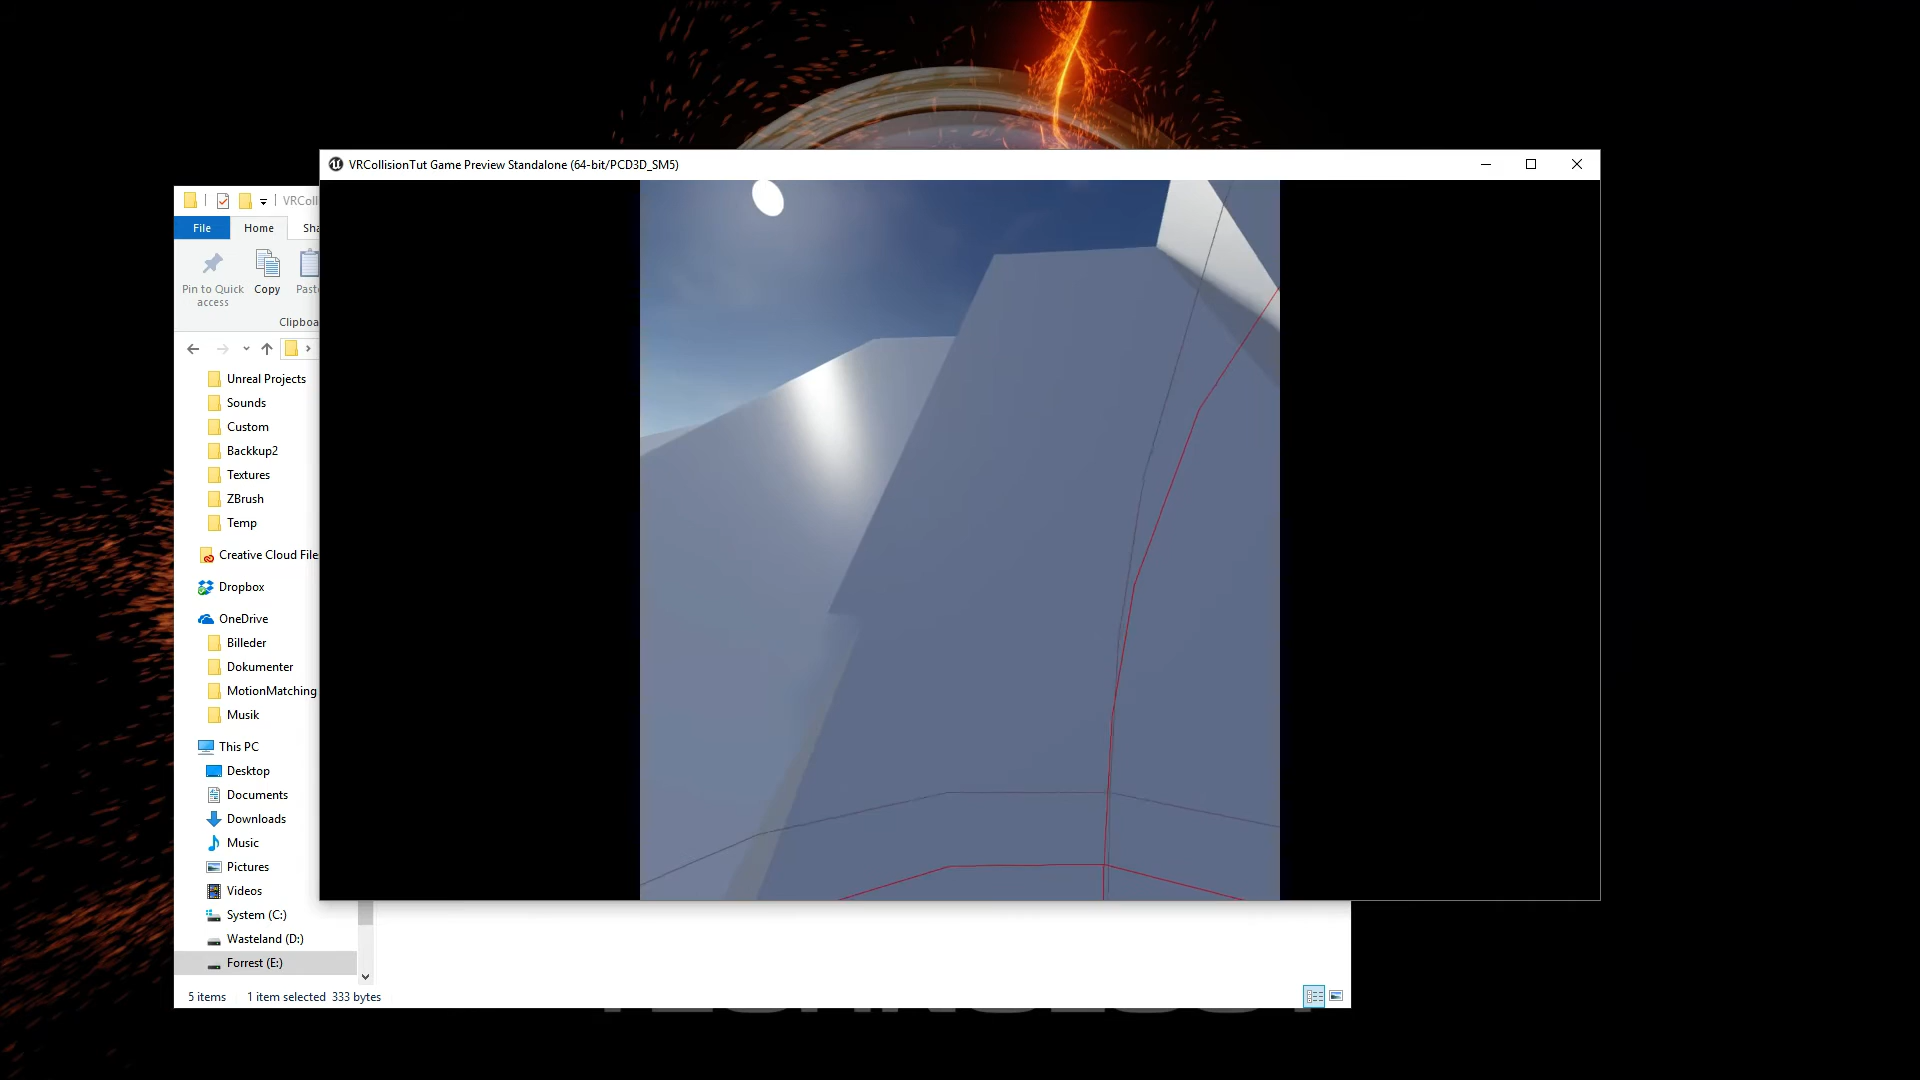 VRCollisionTut Game Preview Standalone (64-bit/PCD3D_SM5)
VRColli
File
Home
Sha
Pin to Quick
access
Copy
Paste
Clipboa
Unreal Projects
Sounds
Custom
Backkup2
Textures
ZBrush
Temp
Creative Cloud File
Dropbox
OneDrive
Billeder
Dokumenter
MotionMatching
Musik
This PC
Desktop
Documents
Downloads
Music
Pictures
Videos
System (C:)
Wasteland (D:)
Forrest (E:)
5 items 1 item selected 333 bytes